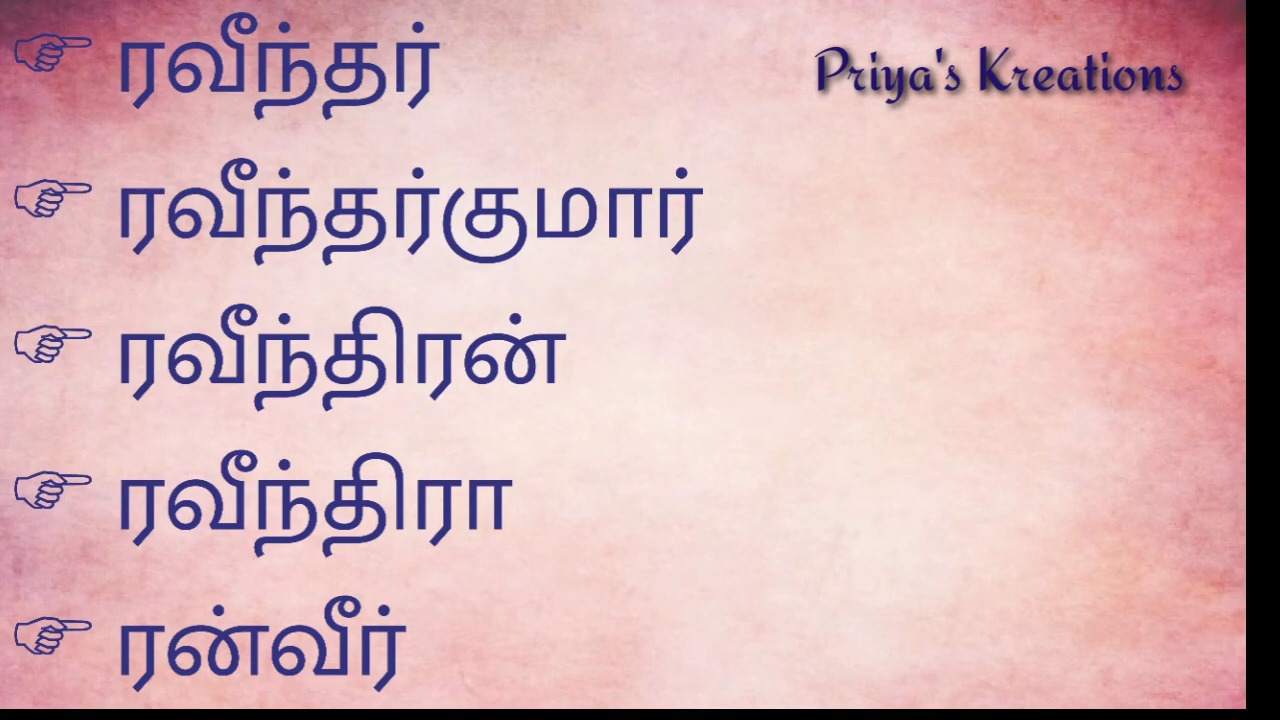 ☞ ரவீந்தர்
Priya's Kreations
☞ ரவீந்தர்குமார்
☞ ரவீந்திரன்
☞ ரவீந்திரா
☞ ரன்வீர்